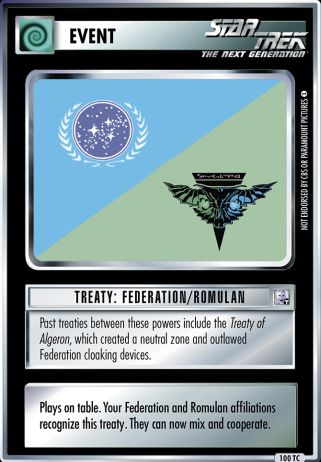 EVENT
STAR TREK
THE NEXT GENERATION
NOT ENDORSED BY CBS OR PARAMOUNT PICTURES
TREATY: FEDERATION/ROMULAN
Past treaties between these powers include the Treaty of
Algeron, which created a neutral zone and outlawed
Federation cloaking devices.
Plays on table. Your Federation and Romulan affiliations
recognize this treaty. They can now mix and cooperate.
100 TC